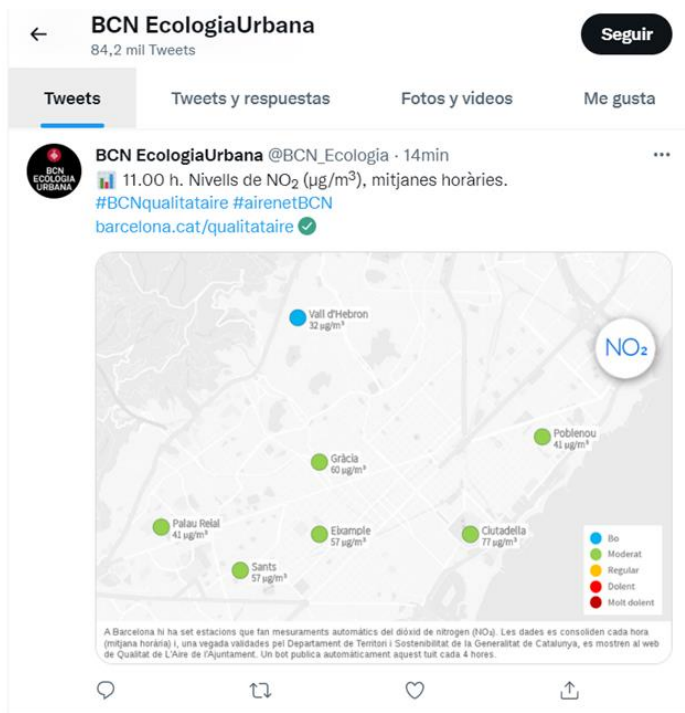 BCN EcologiaUrbana
84,2 mil Tweets
Seguir
Tweets
Tweets y respuestas
Fotos y videos
Me gusta
BCN
ECOLOGIA
URBANA
BCN EcologiaUrbana @BCN_Ecologia · 14min
11.00 h. Nivells de NO₂ (µg/m³), mitjanes horàries.
#BCNqualitataire #airenetBCN
barcelona.cat/qualitataire
Vall d'Hebron
32 µg/m³
NO₂
Poblenou
41 µg/m³
Gràcia
60 µg/m³
Palau Reial
41 µg/m³
Eixample
57 µg/m³
Ciutadella
77 µg/m³
Sants
57 µg/m³
Bo
Moderat
Regular
Dolent
Molt dolent
A Barcelona hi ha set estacions que fan mesuraments automàtics del diòxid de nitrogen (NO₂). Les dades es consoliden cada hora
(mitjana horària) i, una vegada validades pel Departament de Territori i Sostenibilitat de la Generalitat de Catalunya, es mostren al web
de Qualitat de L'Aire de l'Ajuntament. Un bot publica automàticament aquest tuit cada 4 hores.